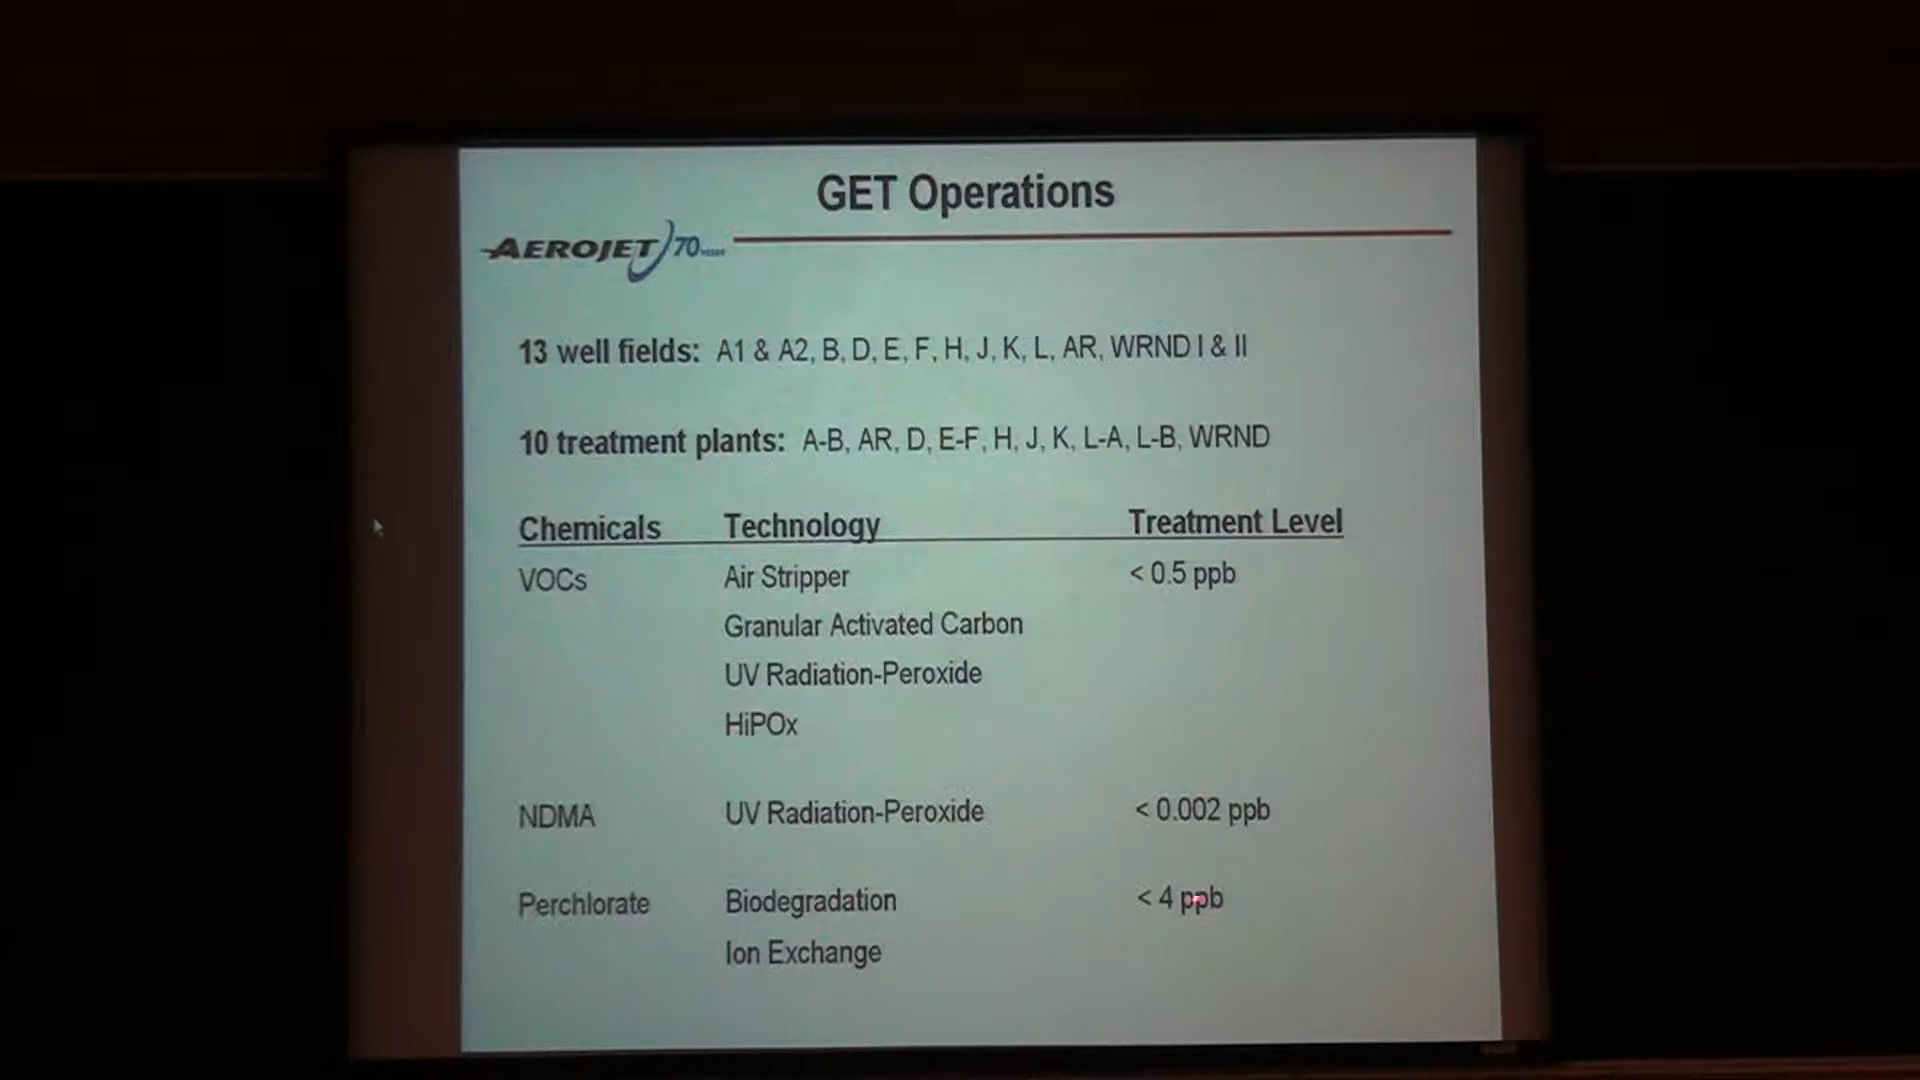 GET Operations
AEROJET 70
13 well fields: A1 & A2, B, D, E, F, H, J, K, L, AR, WRND I & II
10 treatment plants: A-B, AR, D, E-F, H, J, K, L-A, L-B, WRND
Chemicals Technology Treatment Level
VOCs Air Stripper < 0.5 ppb
Granular Activated Carbon
UV Radiation-Peroxide
HiPOx
NDMA UV Radiation-Peroxide < 0.002 ppb
Perchlorate Biodegradation < 4 ppb
Ion Exchange